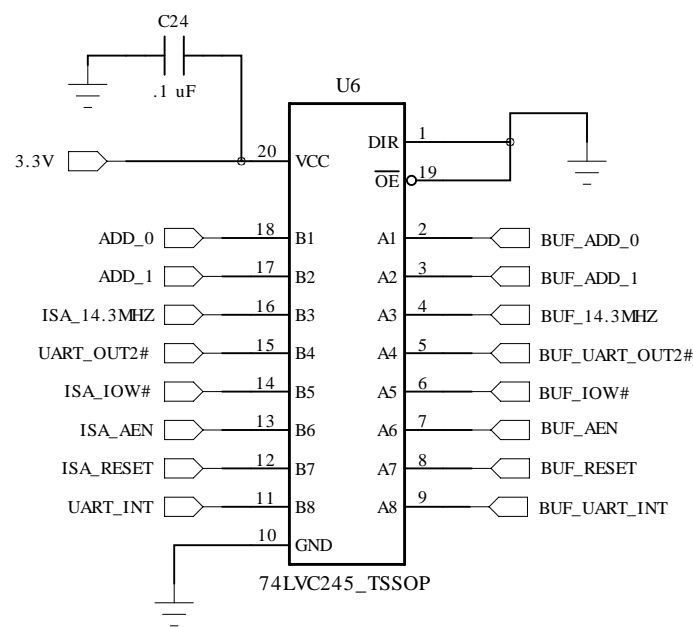 C24
.1 uF
U6
3.3V
20
VCC
DIR
1
OE
19
ADD_0
18
B1
A1
2
BUF_ADD_0
ADD_1
17
B2
A2
3
BUF_ADD_1
ISA_14.3MHZ
16
B3
A3
4
BUF_14.3MHZ
UART_OUT2#
15
B4
A4
5
BUF_UART_OUT2#
ISA_IOW#
14
B5
A5
6
BUF_IOW#
ISA_AEN
13
B6
A6
7
BUF_AEN
ISA_RESET
12
B7
A7
8
BUF_RESET
UART_INT
11
B8
A8
9
BUF_UART_INT
10
GND
74LVC245_TSSOP